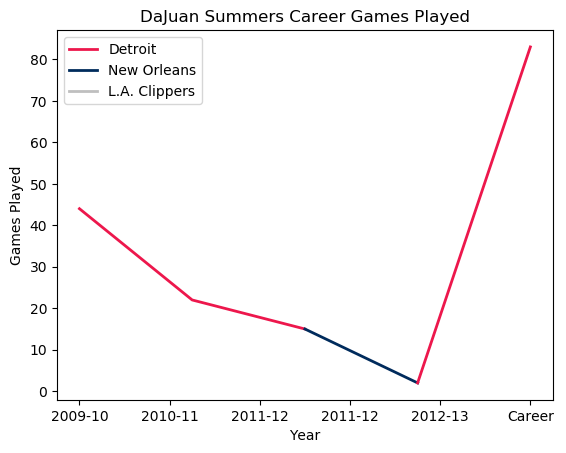 DaJuan Summers Career Games Played
Detroit
New Orleans
L.A. Clippers
80
70
60
50
40
30
20
10
0
Games Played
2009-10 2010-11 2011-12 2011-12 2012-13 Career
Year